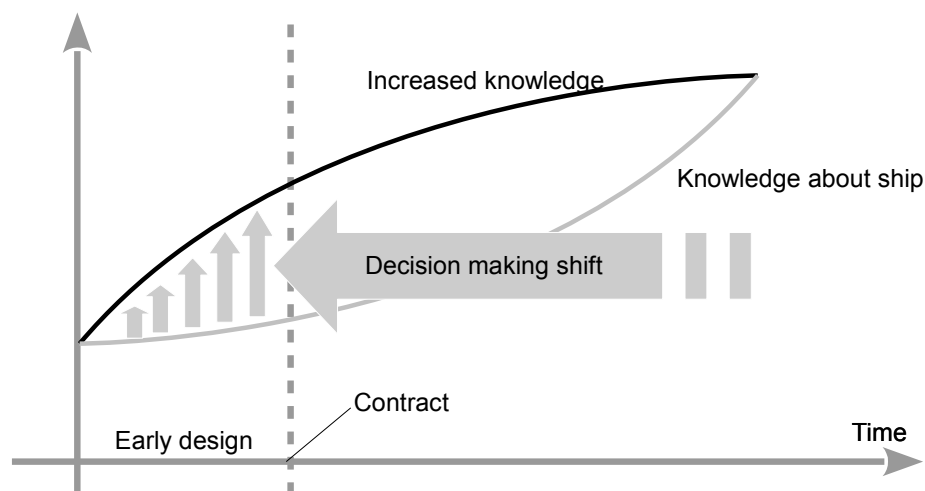 Increased knowledge
Knowledge about ship
Decision making shift
Contract
Early design
Time